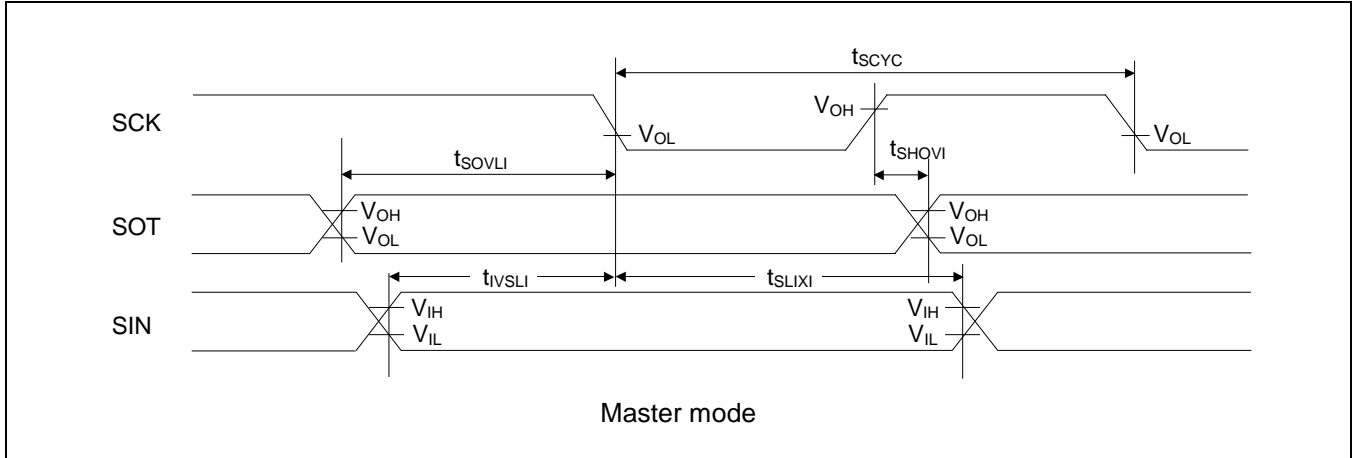 tSCYC
SCK
VOH
VOL
VOL
tSOVLI
tSHOVI
SOT
VOH
VOL
VOH
VOL
tIVSLI
tSLIXI
SIN
VIH
VIL
VIH
VIL
Master mode